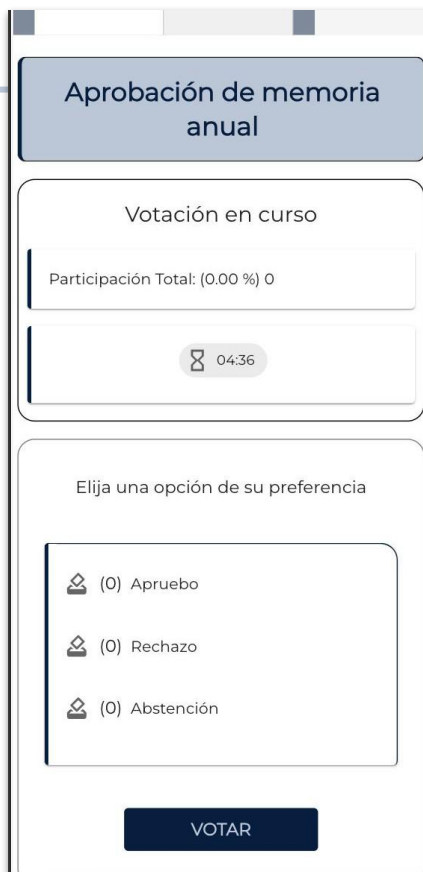 Aprobación de memoria
anual
Votación en curso
Participación Total: (0.00 %) 0
04:36
Elija una opción de su preferencia
(0) Apruebo
(0) Rechazo
(0) Abstención
VOTAR